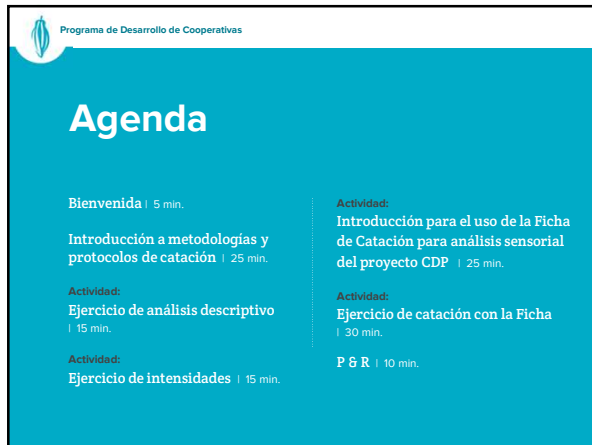 Programa de Desarrollo de Cooperativas
Agenda
Bienvenida | 5 min.
Introducción a metodologías y
protocolos de catación | 25 min.
Actividad:
Ejercicio de análisis descriptivo
| 15 min.
Actividad:
Ejercicio de intensidades | 15 min.
Actividad:
Introducción para el uso de la Ficha
de Catación para análisis sensorial
del proyecto CDP | 25 min.
Actividad:
Ejercicio de catación con la Ficha
| 30 min.
P & R | 10 min.